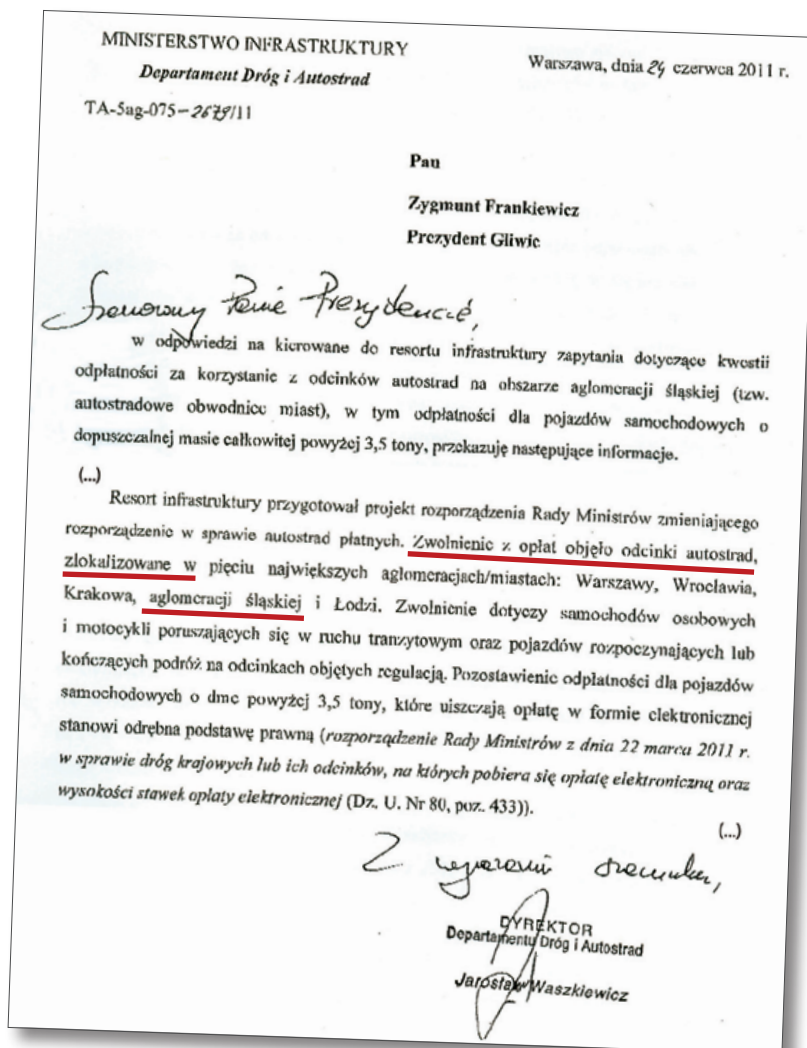 MINISTERSTWO INFRASTRUKTURY
Departament Dróg i Autostrad
Warszawa, dnia 24 czerwca 2011 r.
TA-5ag-075-2679/11
Pan
Zygmunt Frankiewicz
Prezydent Gliwic
Szanowny Panie Prezydencie,
w odpowiedzi na kierowane do resortu infrastruktury zapytania dotyczące kwestii
odpłatności za korzystanie z odcinków autostrad na obszarze aglomeracji śląskiej (tzw.
autostradowe obwodnice miast), w tym odpłatności dla pojazdów samochodowych o
dopuszczalnej masie całkowitej powyżej 3,5 tony, przekazuję następujące informacje.
(...)
Resort infrastruktury przygotował projekt rozporządzenia Rady Ministrów zmieniającego
rozporządzenie w sprawie autostrad płatnych. Zwolnienie z opłat objęło odcinki autostrad,
zlokalizowane w pięciu największych aglomeracjach/miastach: Warszawy, Wrocławia,
Krakowa, aglomeracji śląskiej i Łodzi. Zwolnienie dotyczy samochodów osobowych
i motocykli poruszających się w ruchu tranzytowym oraz pojazdów rozpoczynających lub
kończących podróż na odcinkach objętych regulacją. Pozostawienie odpłatności dla pojazdów
samochodowych o dmc powyżej 3,5 tony, które uiszczają opłatę w formie elektronicznej
stanowi odrębna podstawę prawną (rozporządzenie Rady Ministrów z dnia 22 marca 2011 r.
w sprawie dróg krajowych lub ich odcinków, na których pobiera się opłatę elektroniczną oraz
wysokości stawek opłaty elektronicznej (Dz. U. Nr 80, poz. 433)).
(...)
Z wyrazami szacunku,
DYREKTOR
Departamentu Dróg i Autostrad
Jarosław Waszkiewicz